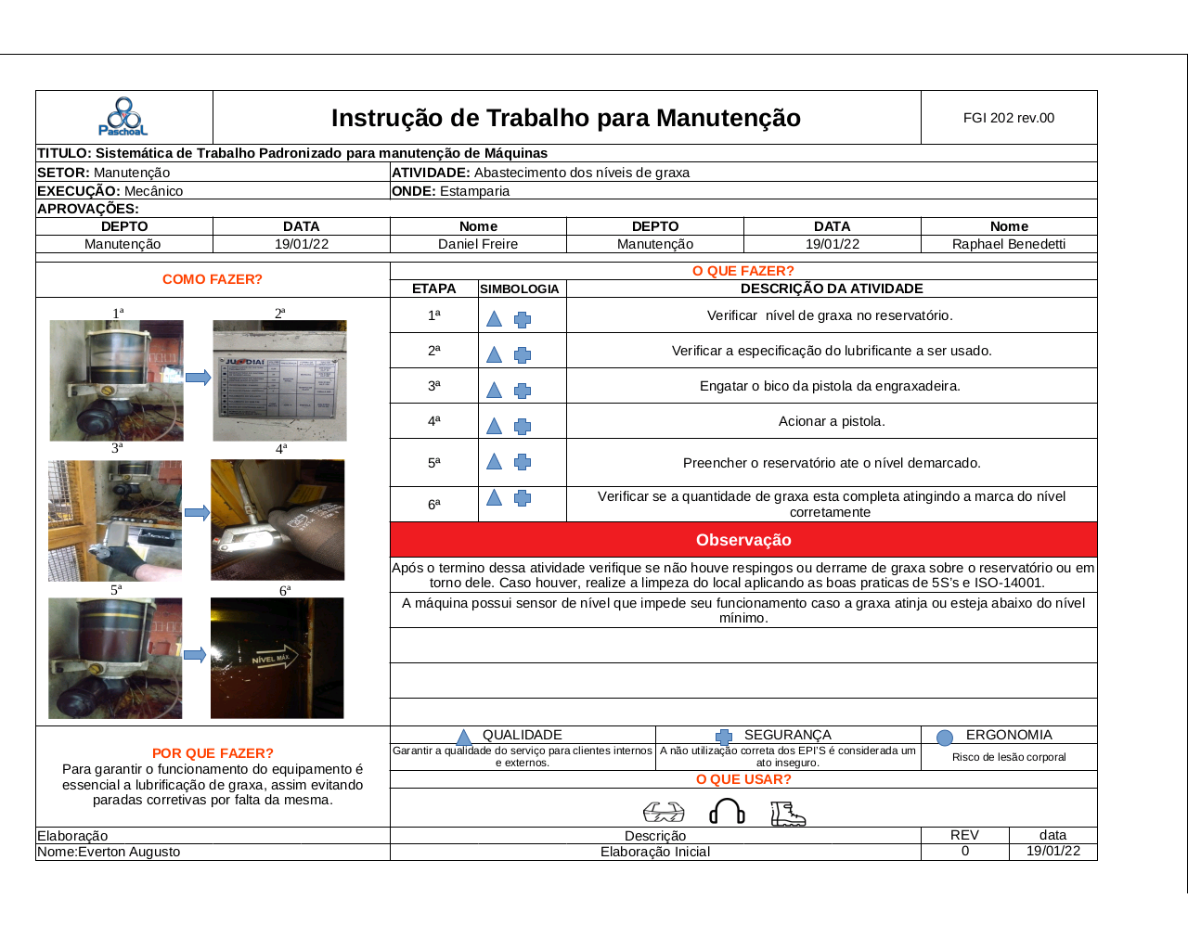 PASCHOAL
Instrução de Trabalho para Manutenção
FGI 202 rev.00
TITULO: Sistemática de Trabalho Padronizado para manutenção de Máquinas
SETOR: Manutenção
ATIVIDADE: Abastecimento dos níveis de graxa
EXECUÇÃO: Mecânico
ONDE: Estamparia
APROVAÇÕES:
DEPTO DATA Nome DEPTO DATA Nome
Manutenção 19/01/22 Daniel Freire Manutenção 19/01/22 Raphael Benedetti
COMO FAZER?
1ª 2ª
JUNDIAI
3ª 4ª
5ª 6ª
NÍVEL MÁX
O QUE FAZER?
ETAPA SIMBOLOGIA DESCRIÇÃO DA ATIVIDADE
1ª Verificar nível de graxa no reservatório.
2ª Verificar a especificação do lubrificante a ser usado.
3ª Engatar o bico da pistola da engraxadeira.
4ª Acionar a pistola.
5ª Preencher o reservatório ate o nível demarcado.
6ª Verificar se a quantidade de graxa esta completa atingindo a marca do nível
corretamente
Observação
Após o termino dessa atividade verifique se não houve respingos ou derrame de graxa sobre o reservatório ou em
torno dele. Caso houver, realize a limpeza do local aplicando as boas praticas de 5S's e ISO-14001.
A máquina possui sensor de nível que impede seu funcionamento caso a graxa atinja ou esteja abaixo do nível
mínimo.
POR QUE FAZER?
Para garantir o funcionamento do equipamento é
essencial a lubrificação de graxa, assim evitando
paradas corretivas por falta da mesma.
QUALIDADE
Garantir a qualidade do serviço para clientes internos
e externos.
SEGURANÇA
A não utilização correta dos EPI'S é considerada um
ato inseguro.
ERGONOMIA
Risco de lesão corporal
O QUE USAR?
Elaboração Descrição REV data
Nome:Everton Augusto Elaboração Inicial 0 19/01/22